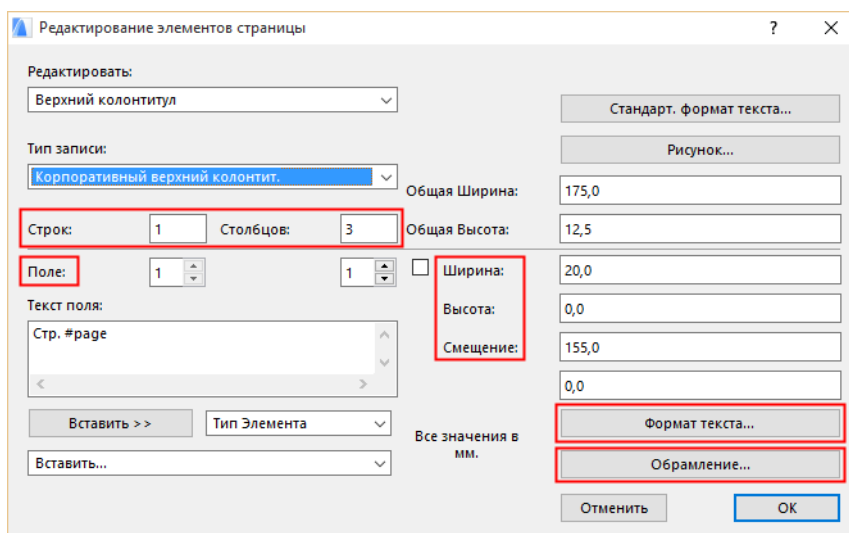 Редактирование элементов страницы
?
Редактировать:
Верхний колонтитул
Стандарт. формат текста...
Тип записи:
Рисунок...
Корпоративный верхний колонтит.
Общая Ширина:
175,0
Строк:
1
Столбцов:
3
Общая Высота:
12,5
Поле:
1
1
Ширина:
20,0
Текст поля:
Высота:
0,0
Стр. #page
Смещение:
155,0
0,0
Вставить >>
Тип Элемента
Все значения в
мм.
Формат текста...
Вставить...
Обрамление...
Отменить
ОК